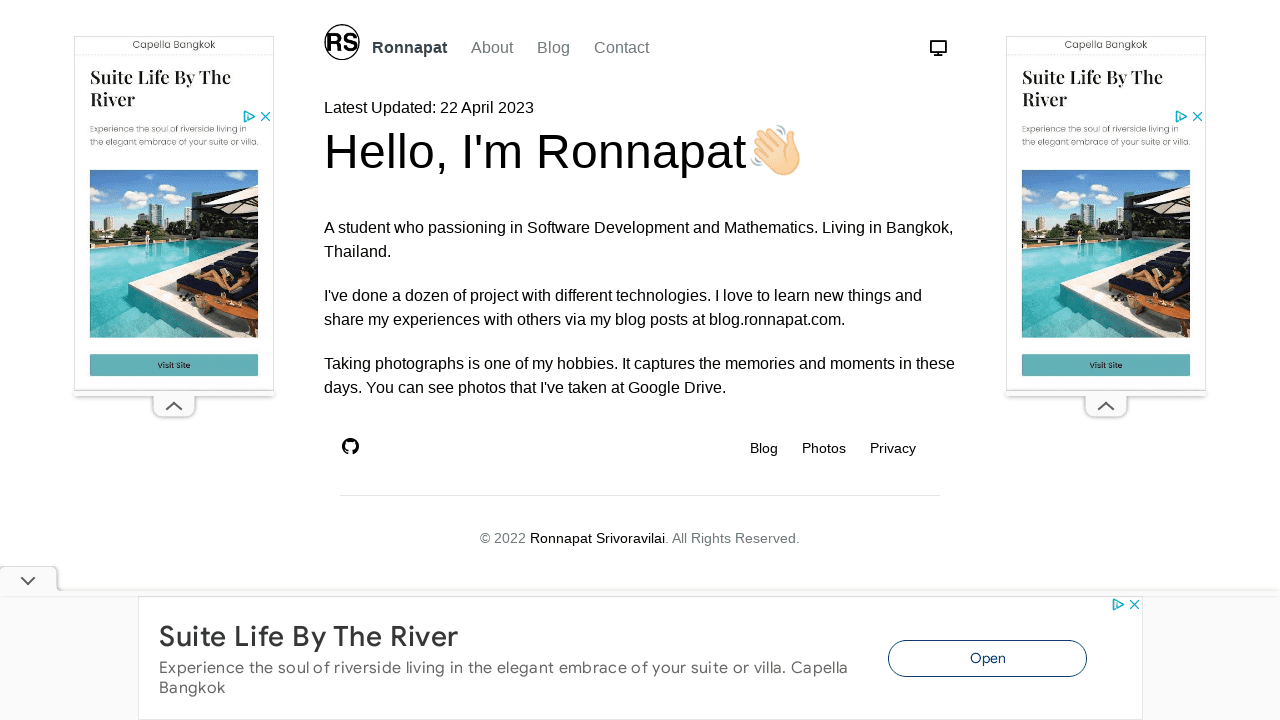 RS Ronnapat About Blog Contact
Latest Updated: 22 April 2023
Hello, I'm Ronnapat👋🏼
A student who passioning in Software Development and Mathematics. Living in Bangkok,
Thailand.
I've done a dozen of project with different technologies. I love to learn new things and
share my experiences with others via my blog posts at blog.ronnapat.com.
Taking photographs is one of my hobbies. It captures the memories and moments in these
days. You can see photos that I've taken at Google Drive.
Blog Photos Privacy
© 2022 Ronnapat Srivoravilai. All Rights Reserved.
Capella Bangkok
Suite Life By The
River
Experience the soul of riverside living in
the elegant embrace of your suite or villa.
Visit Site
Capella Bangkok
Suite Life By The
River
Experience the soul of riverside living in
the elegant embrace of your suite or villa.
Visit Site
Suite Life By The River
Experience the soul of riverside living in the elegant embrace of your suite or villa. Capella
Bangkok
Open